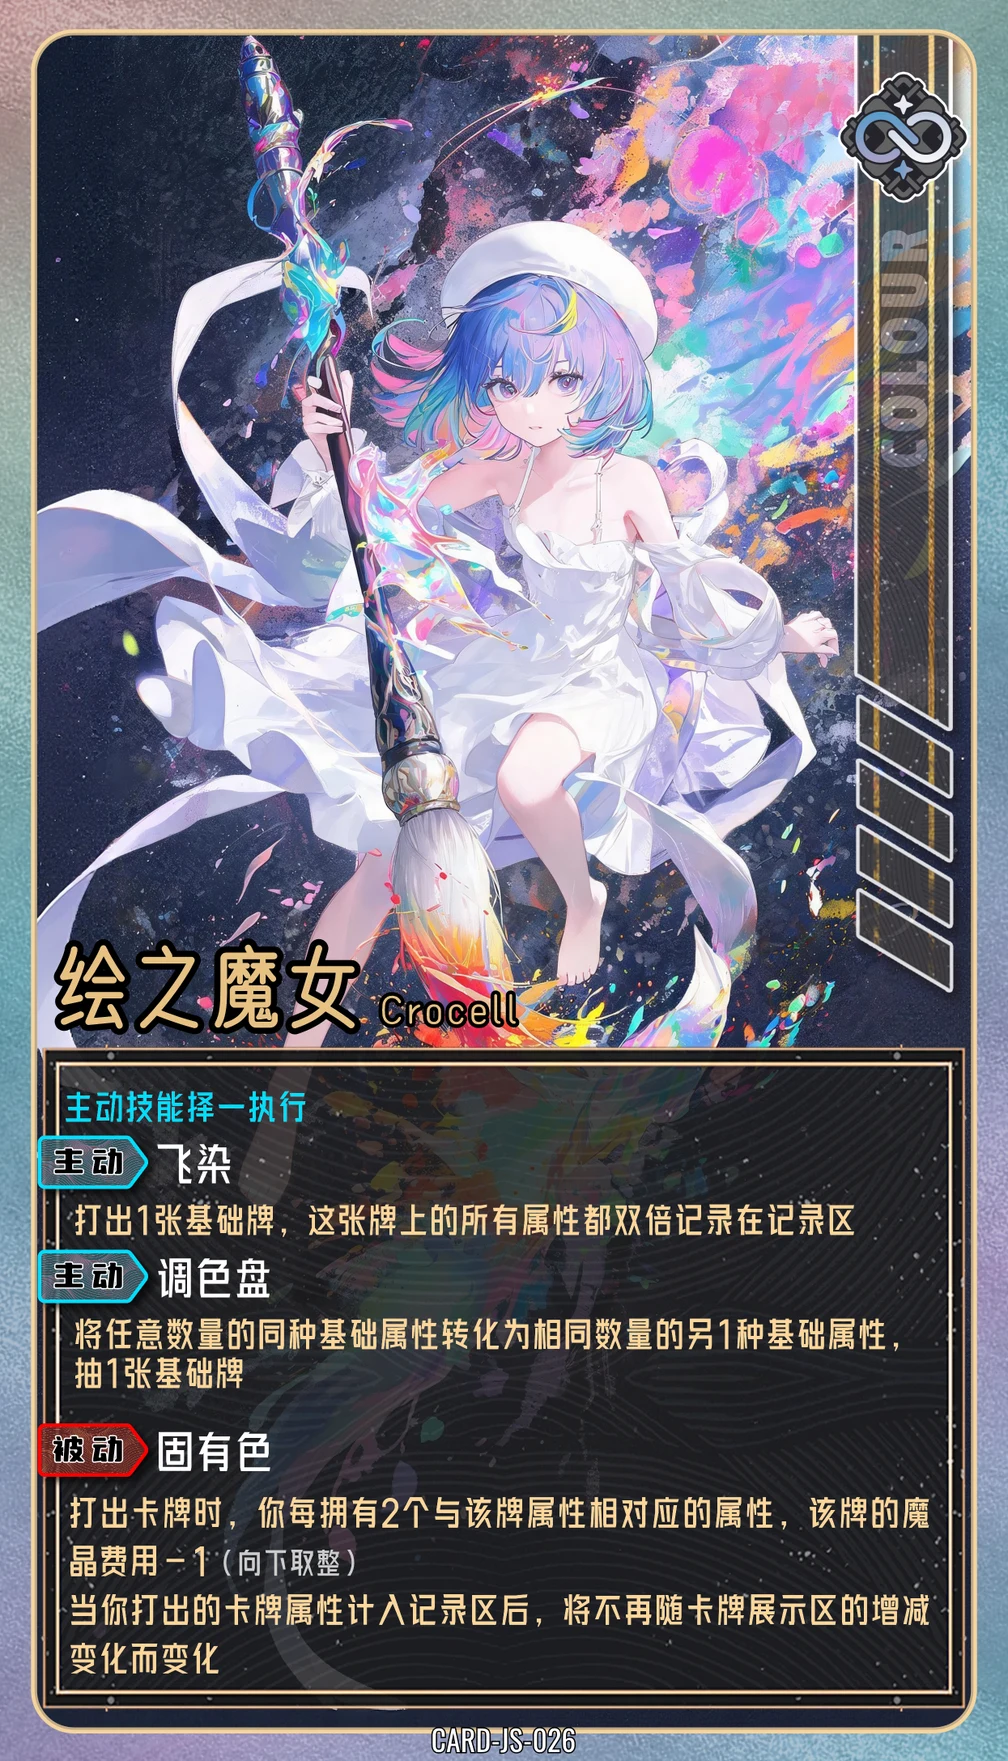 COLOUR
绘之魔女 Crocell
主动技能择一执行
主动 飞染
打出1张基础牌，这张牌上的所有属性都双倍记录在记录区
主动 调色盘
将任意数量的同种基础属性转化为相同数量的另1种基础属性，
抽1张基础牌
被动 固有色
打出卡牌时，你每拥有2个与该牌属性相对应的属性，该牌的魔
晶费用－1（向下取整）
当你打出的卡牌属性计入记录区后，将不再随卡牌展示区的增减
变化而变化
CARD-JS-026